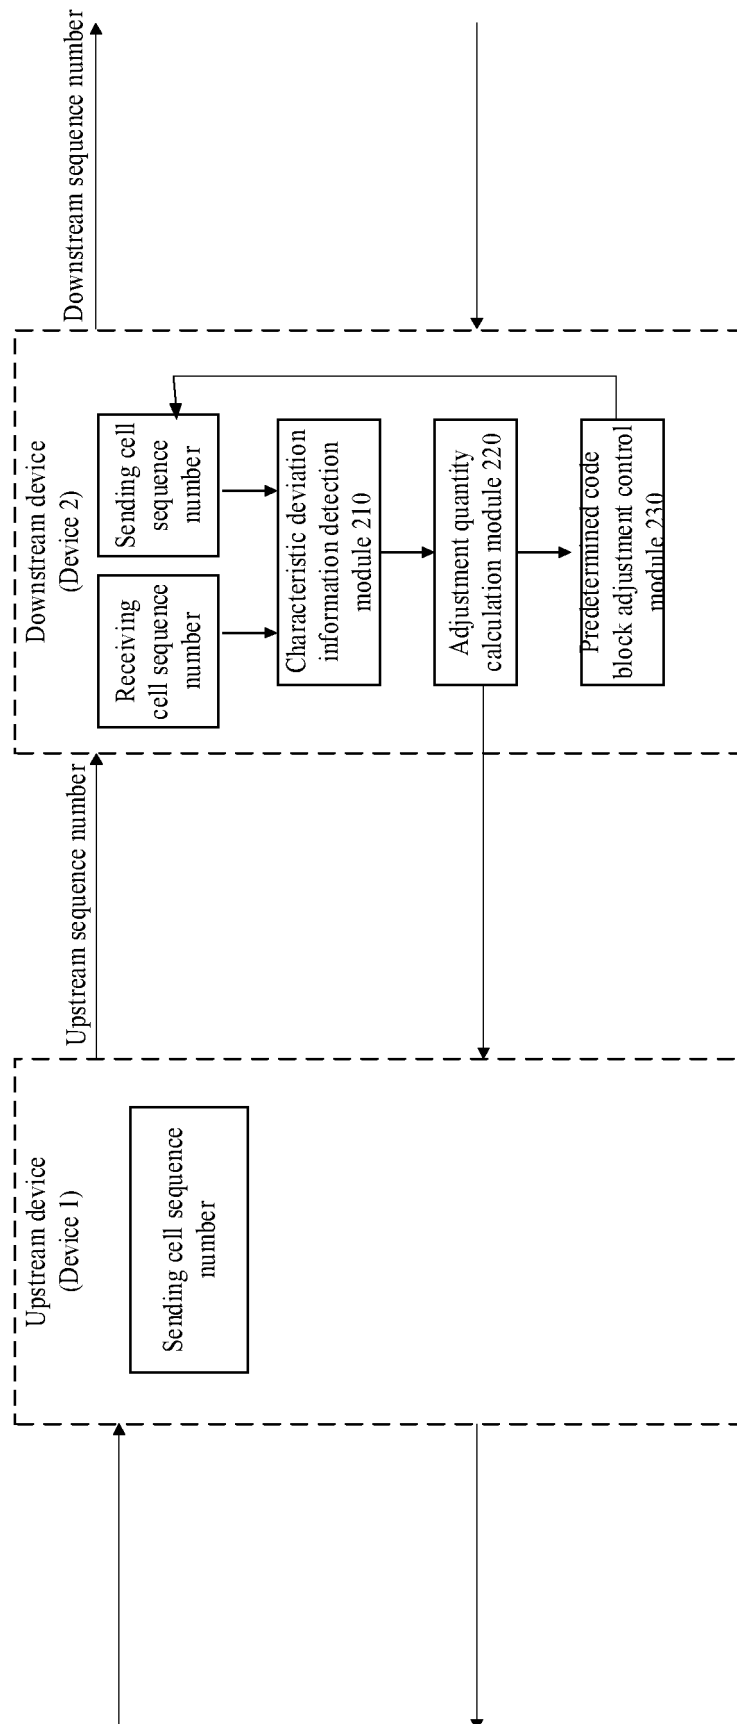 Upstream device
(Device 1)
Sending cell sequence
number
Upstream sequence number
Downstream device
(Device 2)
Receiving
cell sequence
number
Sending cell
sequence
number
Characteristic deviation
information detection
module 210
Adjustment quantity
calculation module 220
Predetermined code
block adjustment control
module 230
Downstream sequence number